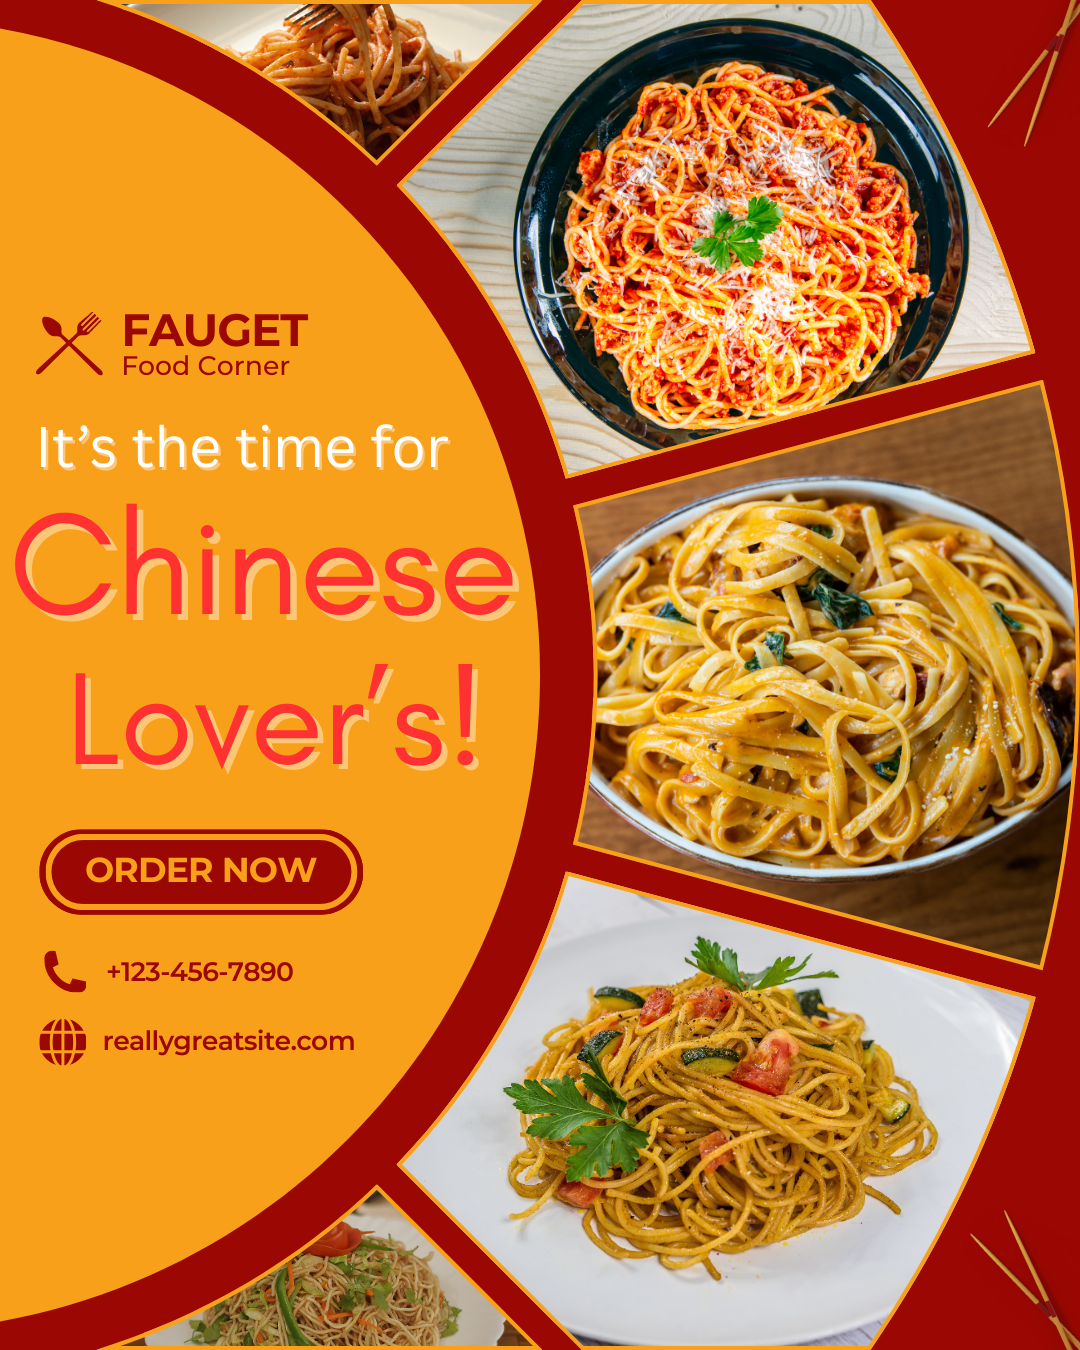 FAUGET
Food Corner
It’s the time for
Chinese
Lover’s!
ORDER NOW
+123-456-7890
reallygreatsite.com